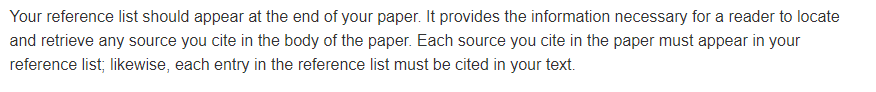 Your reference list should appear at the end of your paper. It provides the information necessary for a reader to locate
and retrieve any source you cite in the body of the paper. Each source you cite in the paper must appear in your
reference list; likewise, each entry in the reference list must be cited in your text.